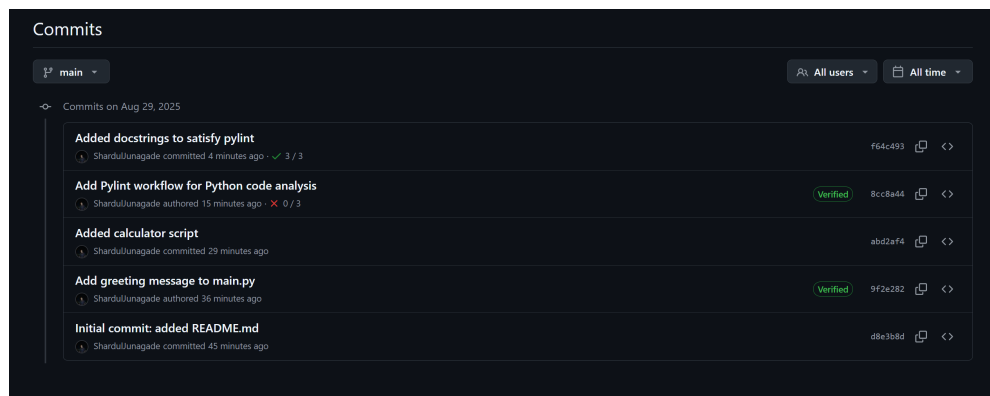 Commits
main
All users
All time
Commits on Aug 29, 2025
Added docstrings to satisfy pylint
ShardulJunagade committed 4 minutes ago · 3 / 3
f64c493
Add Pylint workflow for Python code analysis
ShardulJunagade authored 15 minutes ago · 0 / 3
Verified
8cc8a44
Added calculator script
ShardulJunagade committed 29 minutes ago
abd2af4
Add greeting message to main.py
ShardulJunagade authored 36 minutes ago
Verified
9f2e282
Initial commit: added README.md
ShardulJunagade committed 45 minutes ago
d8e3b8d